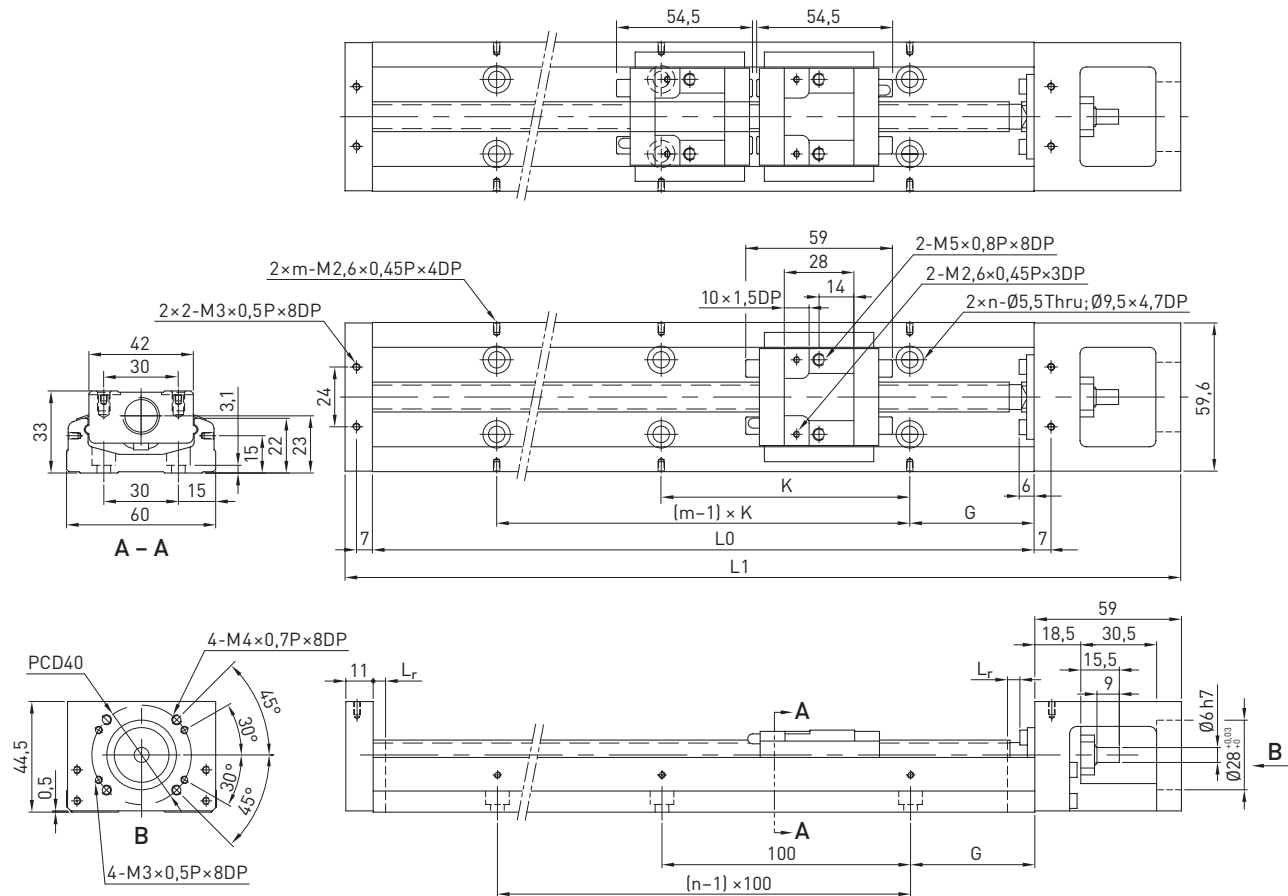 54,5
54,5
59
28
14
10×1,5DP
2-M5×0,8P×8DP
2-M2,6×0,45P×3DP
2×n-Ø5,5Thru;Ø9,5×4,7DP
2×m-M2,6×0,45P×4DP
2×2-M3×0,5P×8DP
42
30
33
3,1
15
22
23
30
15
60
A – A
24
59,6
K
6
(m–1) × K
G
7
L0
7
L1
4-M4×0,7P×8DP
PCD40
45°
30°
30°
45°
44,5
0,5
B
4-M3×0,5P×8DP
11
Lr
Lr
A
A
59
18,5
30,5
15,5
9
Ø6 h7
Ø28 +0,03 +0
B
100
G
(n–1) ×100